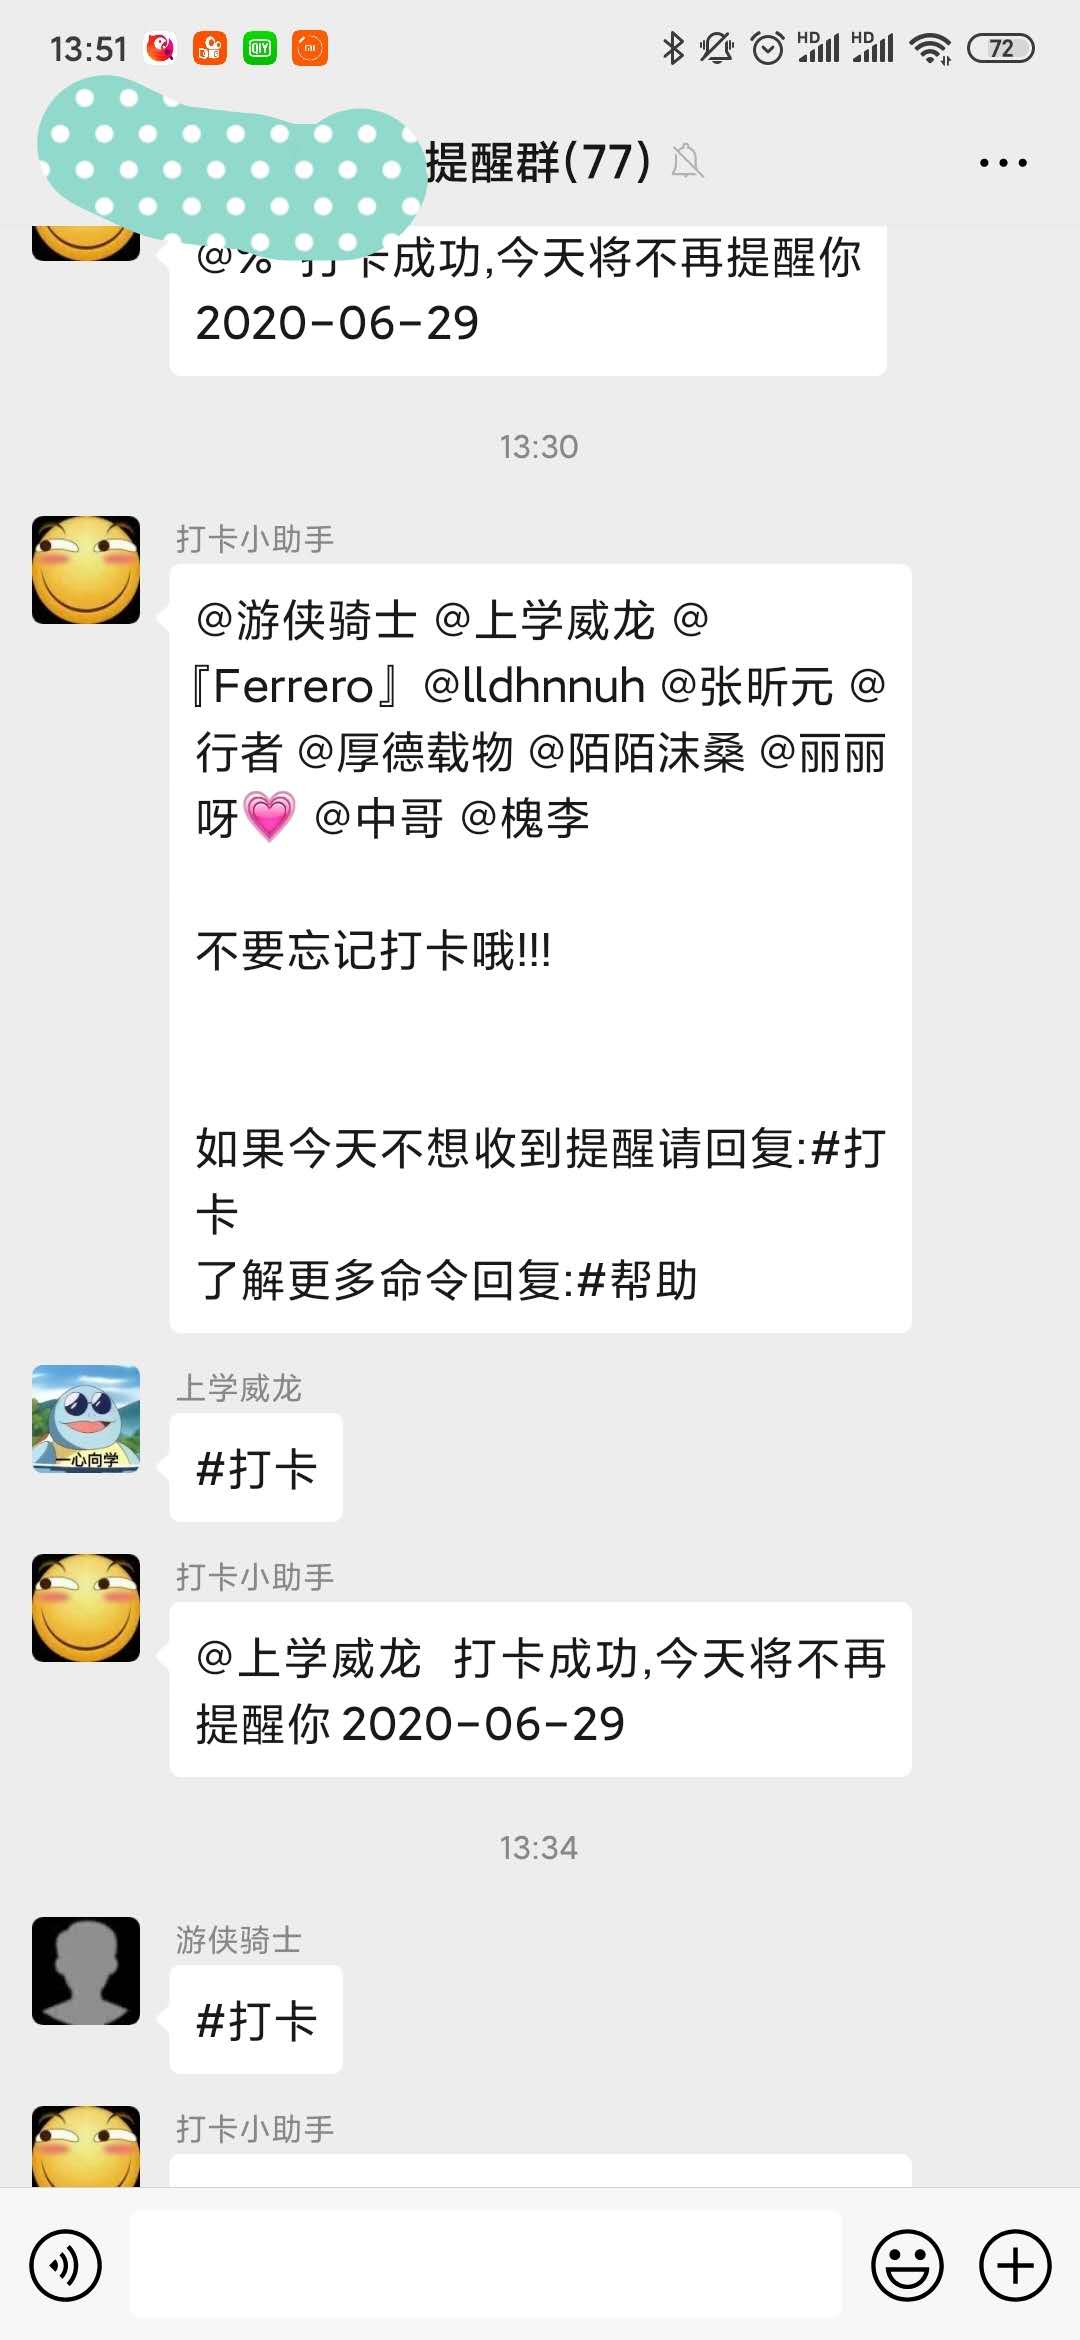 13:51
HD HD 72
提醒群(77)
@% 打卡成功,今天将不再提醒你
2020-06-29
13:30
打卡小助手
@游侠骑士 @上学威龙 @
『Ferrero』 @lldhnnuh @张昕元 @
行者 @厚德载物 @陌陌沫桑 @丽丽
呀💗 @中哥 @槐李
不要忘记打卡哦!!!
如果今天不想收到提醒请回复:#打
卡
了解更多命令回复:#帮助
上学威龙
一心向学
#打卡
打卡小助手
@上学威龙 打卡成功,今天将不再
提醒你 2020-06-29
13:34
游侠骑士
#打卡
打卡小助手